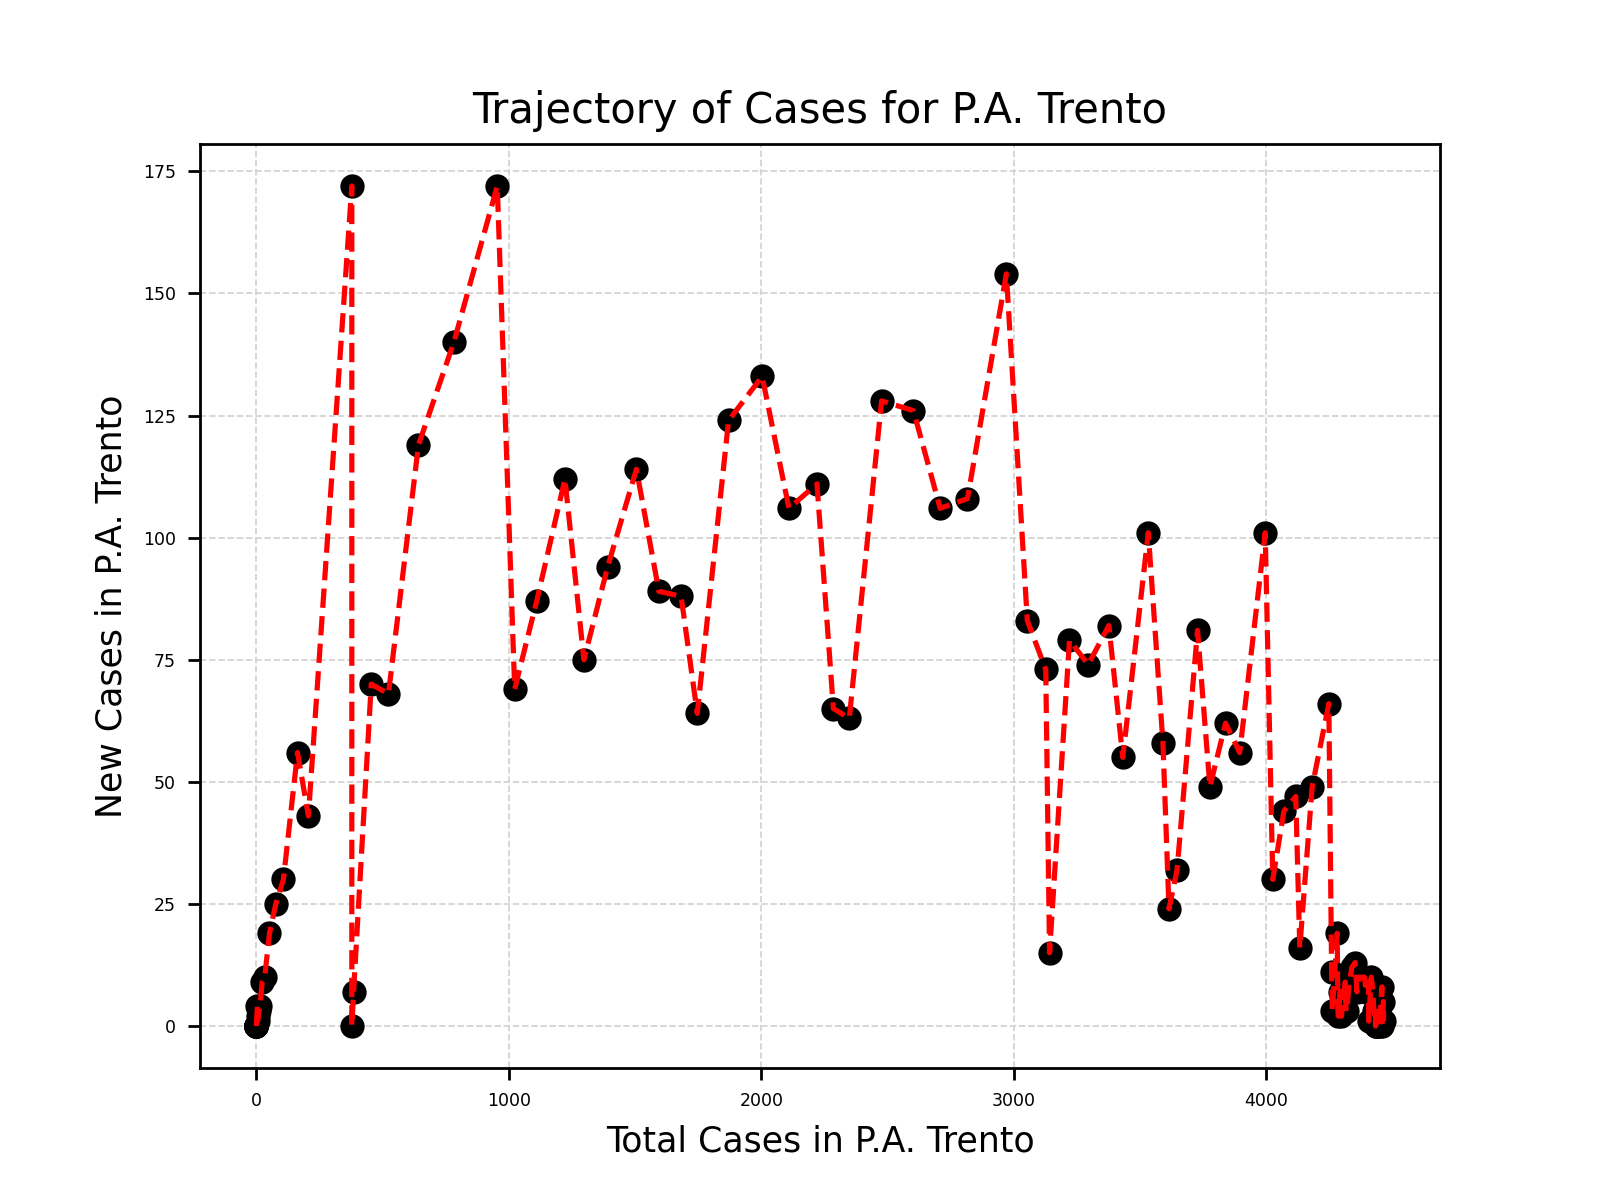 Trajectory of Cases for P.A. Trento
175
150
125
100
75
50
25
0
New Cases in P.A. Trento
0 1000 2000 3000 4000
Total Cases in P.A. Trento